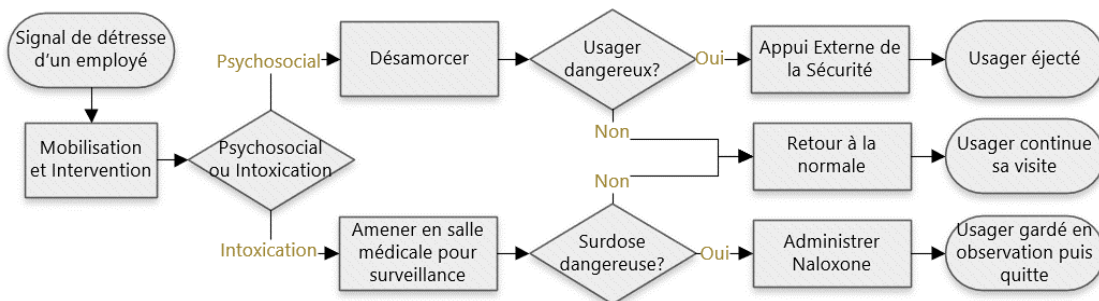 Signal de détresse
d'un employé
Mobilisation
et Intervention
Psychosocial
ou Intoxication
Psychosocial
Désamorcer
Usager
dangereux?
Oui
Appui Externe de
la Sécurité
Usager éjecté
Non
Retour à la
normale
Usager continue
sa visite
Non
Intoxication
Amener en salle
médicale pour
surveillance
Surdose
dangereuse?
Oui
Administrer
Naloxone
Usager gardé en
observation puis
quitte